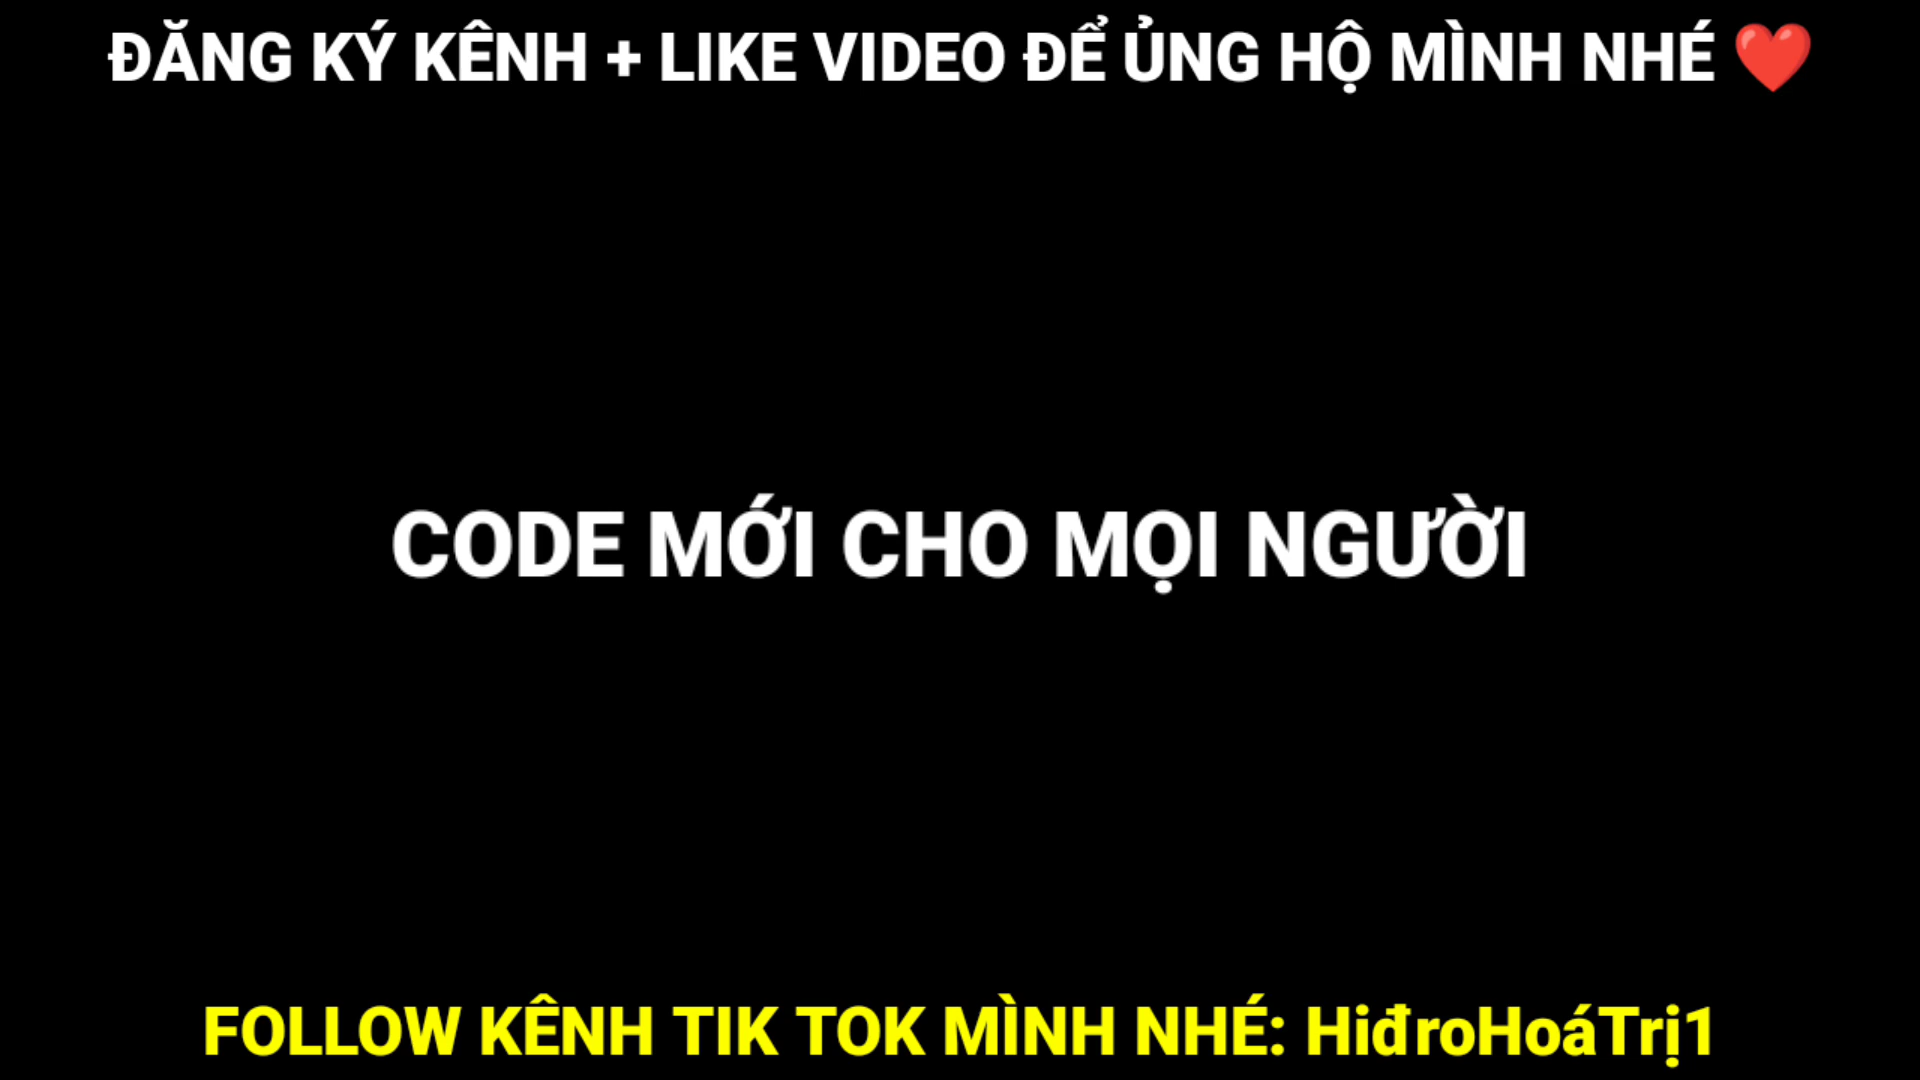 ĐĂNG KÝ KÊNH + LIKE VIDEO ĐỂ ỦNG HỘ MÌNH NHÉ ❤️
CODE MỚI CHO MỌI NGƯỜI
FOLLOW KÊNH TIK TOK MÌNH NHÉ: HiđroHoáTrị1